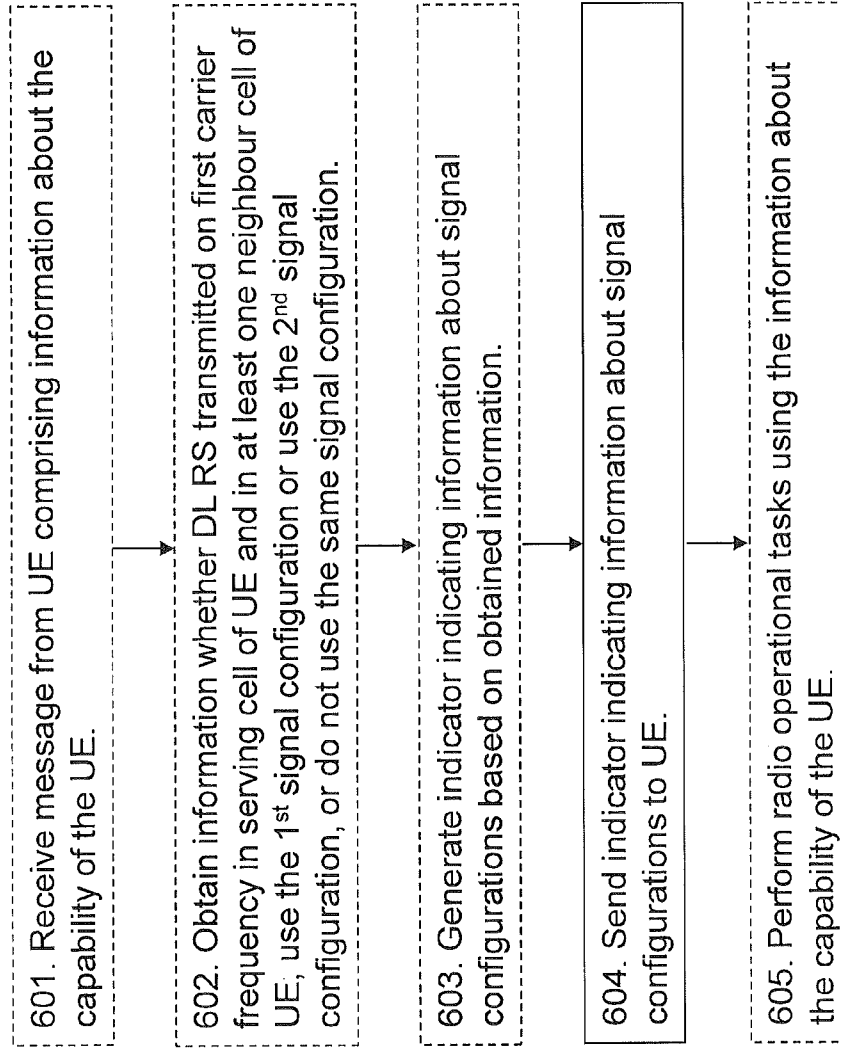 601. Receive message from UE comprising information about the
capability of the UE.
602. Obtain information whether DL RS transmitted on first carrier
frequency in serving cell of UE and in at least one neighbour cell of
UE, use the 1st signal configuration or use the 2nd signal
configuration, or do not use the same signal configuration.
603. Generate indicator indicating information about signal
configurations based on obtained information.
604. Send indicator indicating information about signal
configurations to UE.
605. Perform radio operational tasks using the information about
the capability of the UE.